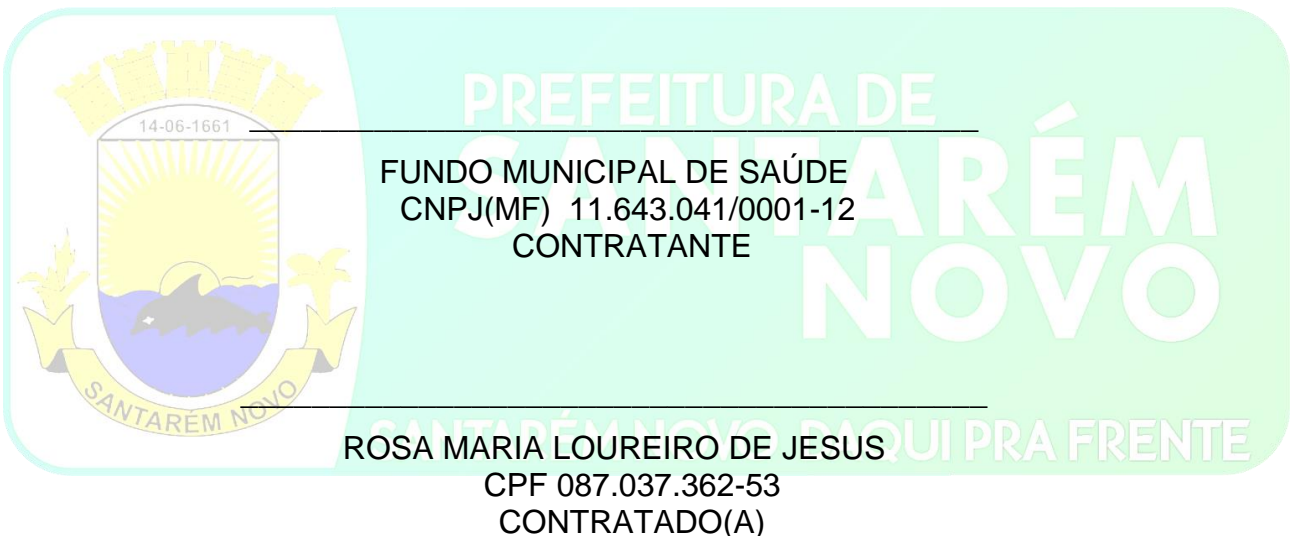 PREFEITURA DE
SANTARÉM
NOVO
SANTARÉM NOVO, DAQUI PRA FRENTE
14-06-1661
SANTARÉM NOVO
FUNDO MUNICIPAL DE SAÚDE
CNPJ(MF) 11.643.041/0001-12
CONTRATANTE
ROSA MARIA LOUREIRO DE JESUS
CPF 087.037.362-53
CONTRATADO(A)